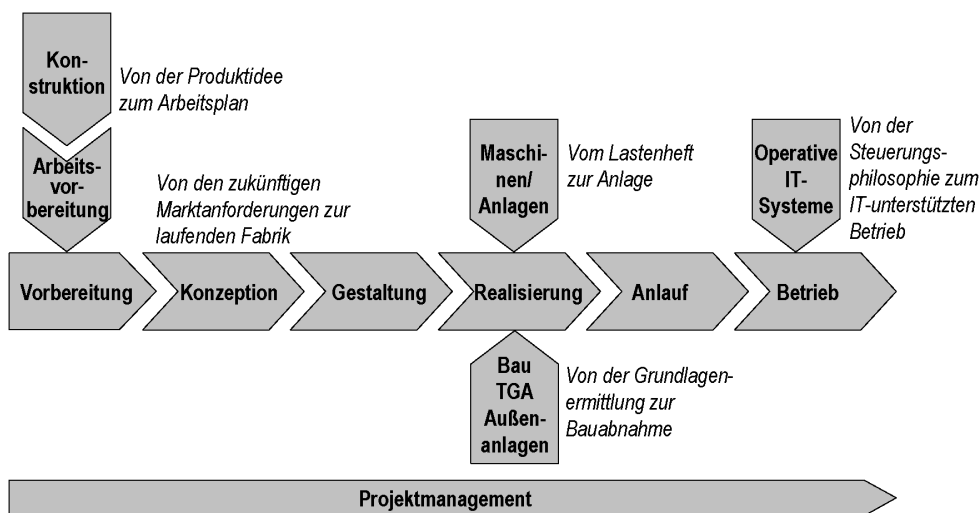 Kon-
struktion
Von der Produktidee
zum Arbeitsplan
Arbeits-
vor-
bereitung
Von den zukünftigen
Marktanforderungen zur
laufenden Fabrik
Maschi-
nen/
Anlagen
Vom Lastenheft
zur Anlage
Operative
IT-
Systeme
Von der
Steuerungs-
philosophie zum
IT-unterstützten
Betrieb
Vorbereitung
Konzeption
Gestaltung
Realisierung
Anlauf
Betrieb
Bau
TGA
Außen-
anlagen
Von der Grundlagen-
ermittlung zur
Bauabnahme
Projektmanagement